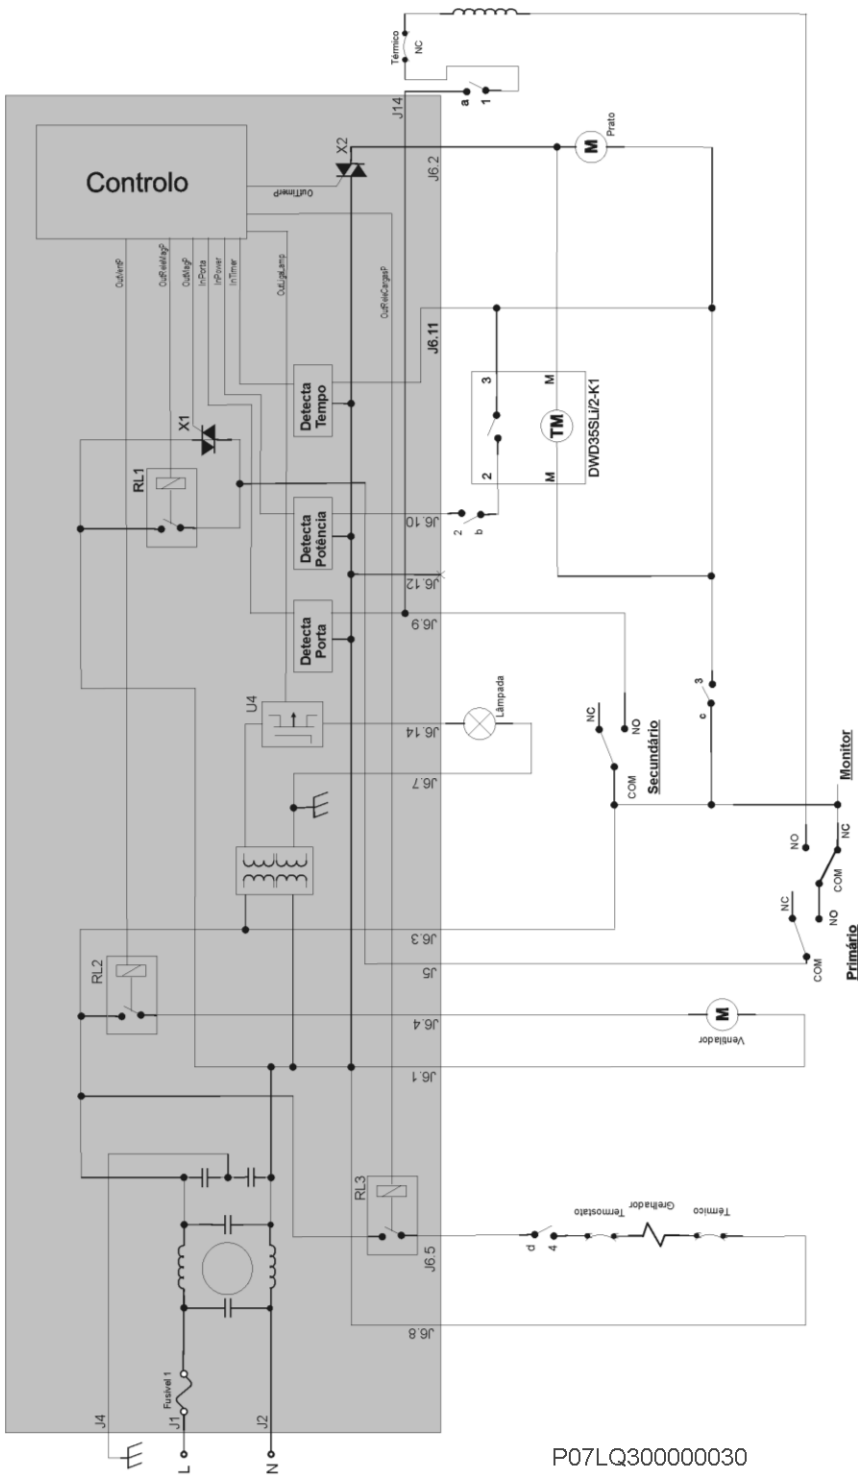 Térmico
NC
J14
a
1
Controlo
X2
J6.2
M
Prato
OutTimerP
OutVentP
OutReleMagP
OutMagP
InPorta
InPower
InTimer
OutLigaLamp
OutReleCargasP
J6.11
Detecta
Tempo
3
M
TM
2
M
DWD35SLi/2-K1
X1
RL1
Detecta
Potência
J6.10
2
b
J6.12
Detecta
Porta
J6.9
U4
J6.14
Lâmpada
J6.7
NC
NO
COM
Secundário
3
c
Monitor
NO
NC
COM
NC
NO
COM
Primário
J6.3
J5
RL2
J6.4
M
Ventilador
J6.1
RL3
J6.5
d
4
Termostato
Grelhador
Térmico
J6.8
Fusível 1
J4
J1
J2
L
N
P07LQ300000030